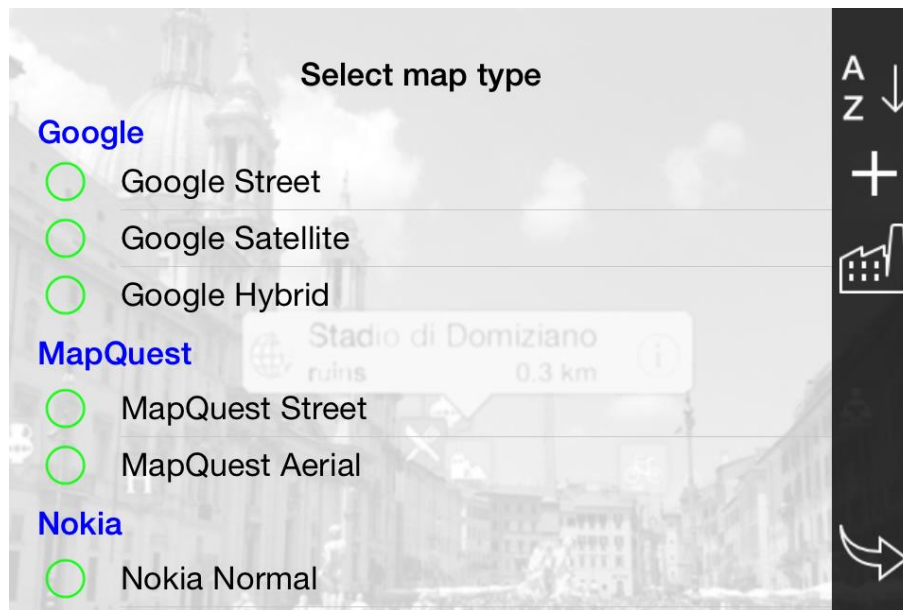 Select map type
Google
Google Street
Google Satellite
Google Hybrid
Stadio di Domiziano
ruins 0.3 km
MapQuest
MapQuest Street
MapQuest Aerial
Nokia
Nokia Normal
A
Z